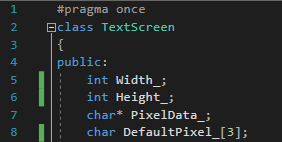 1 #pragma once
2 class TextScreen
3 {
4 public:
5 int Width_;
6 int Height_;
7 char* PixelData_;
8 char DefaultPixel_[3];